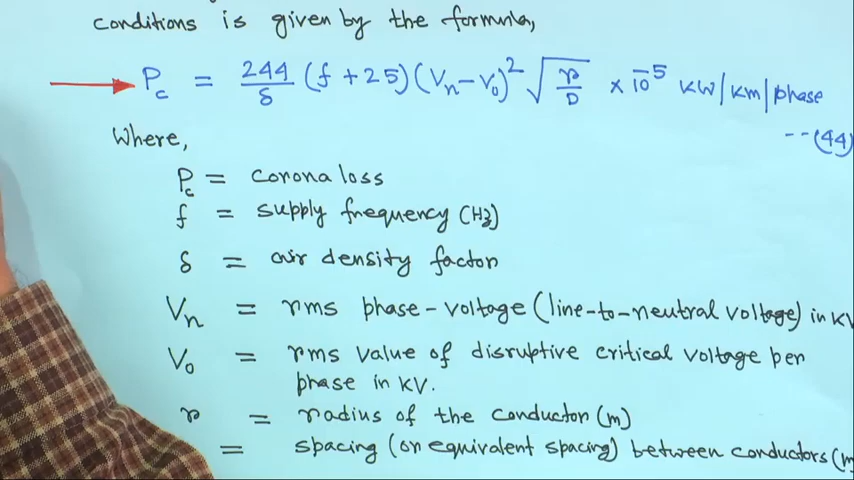 conditions is given by the formula,
Pc = 244/δ (f+25) (Vn-V0)² √(r/D) × 10⁻⁵ kW/km/phase
--(44)
Where,
Pc = corona loss
f = supply frequency (Hz)
δ = air density factor
Vn = rms phase-voltage (line-to-neutral voltage) in KV
V0 = rms value of disruptive critical voltage per
phase in KV.
r = radius of the conductor (m)
= spacing (or equivalent spacing) between conductors (m